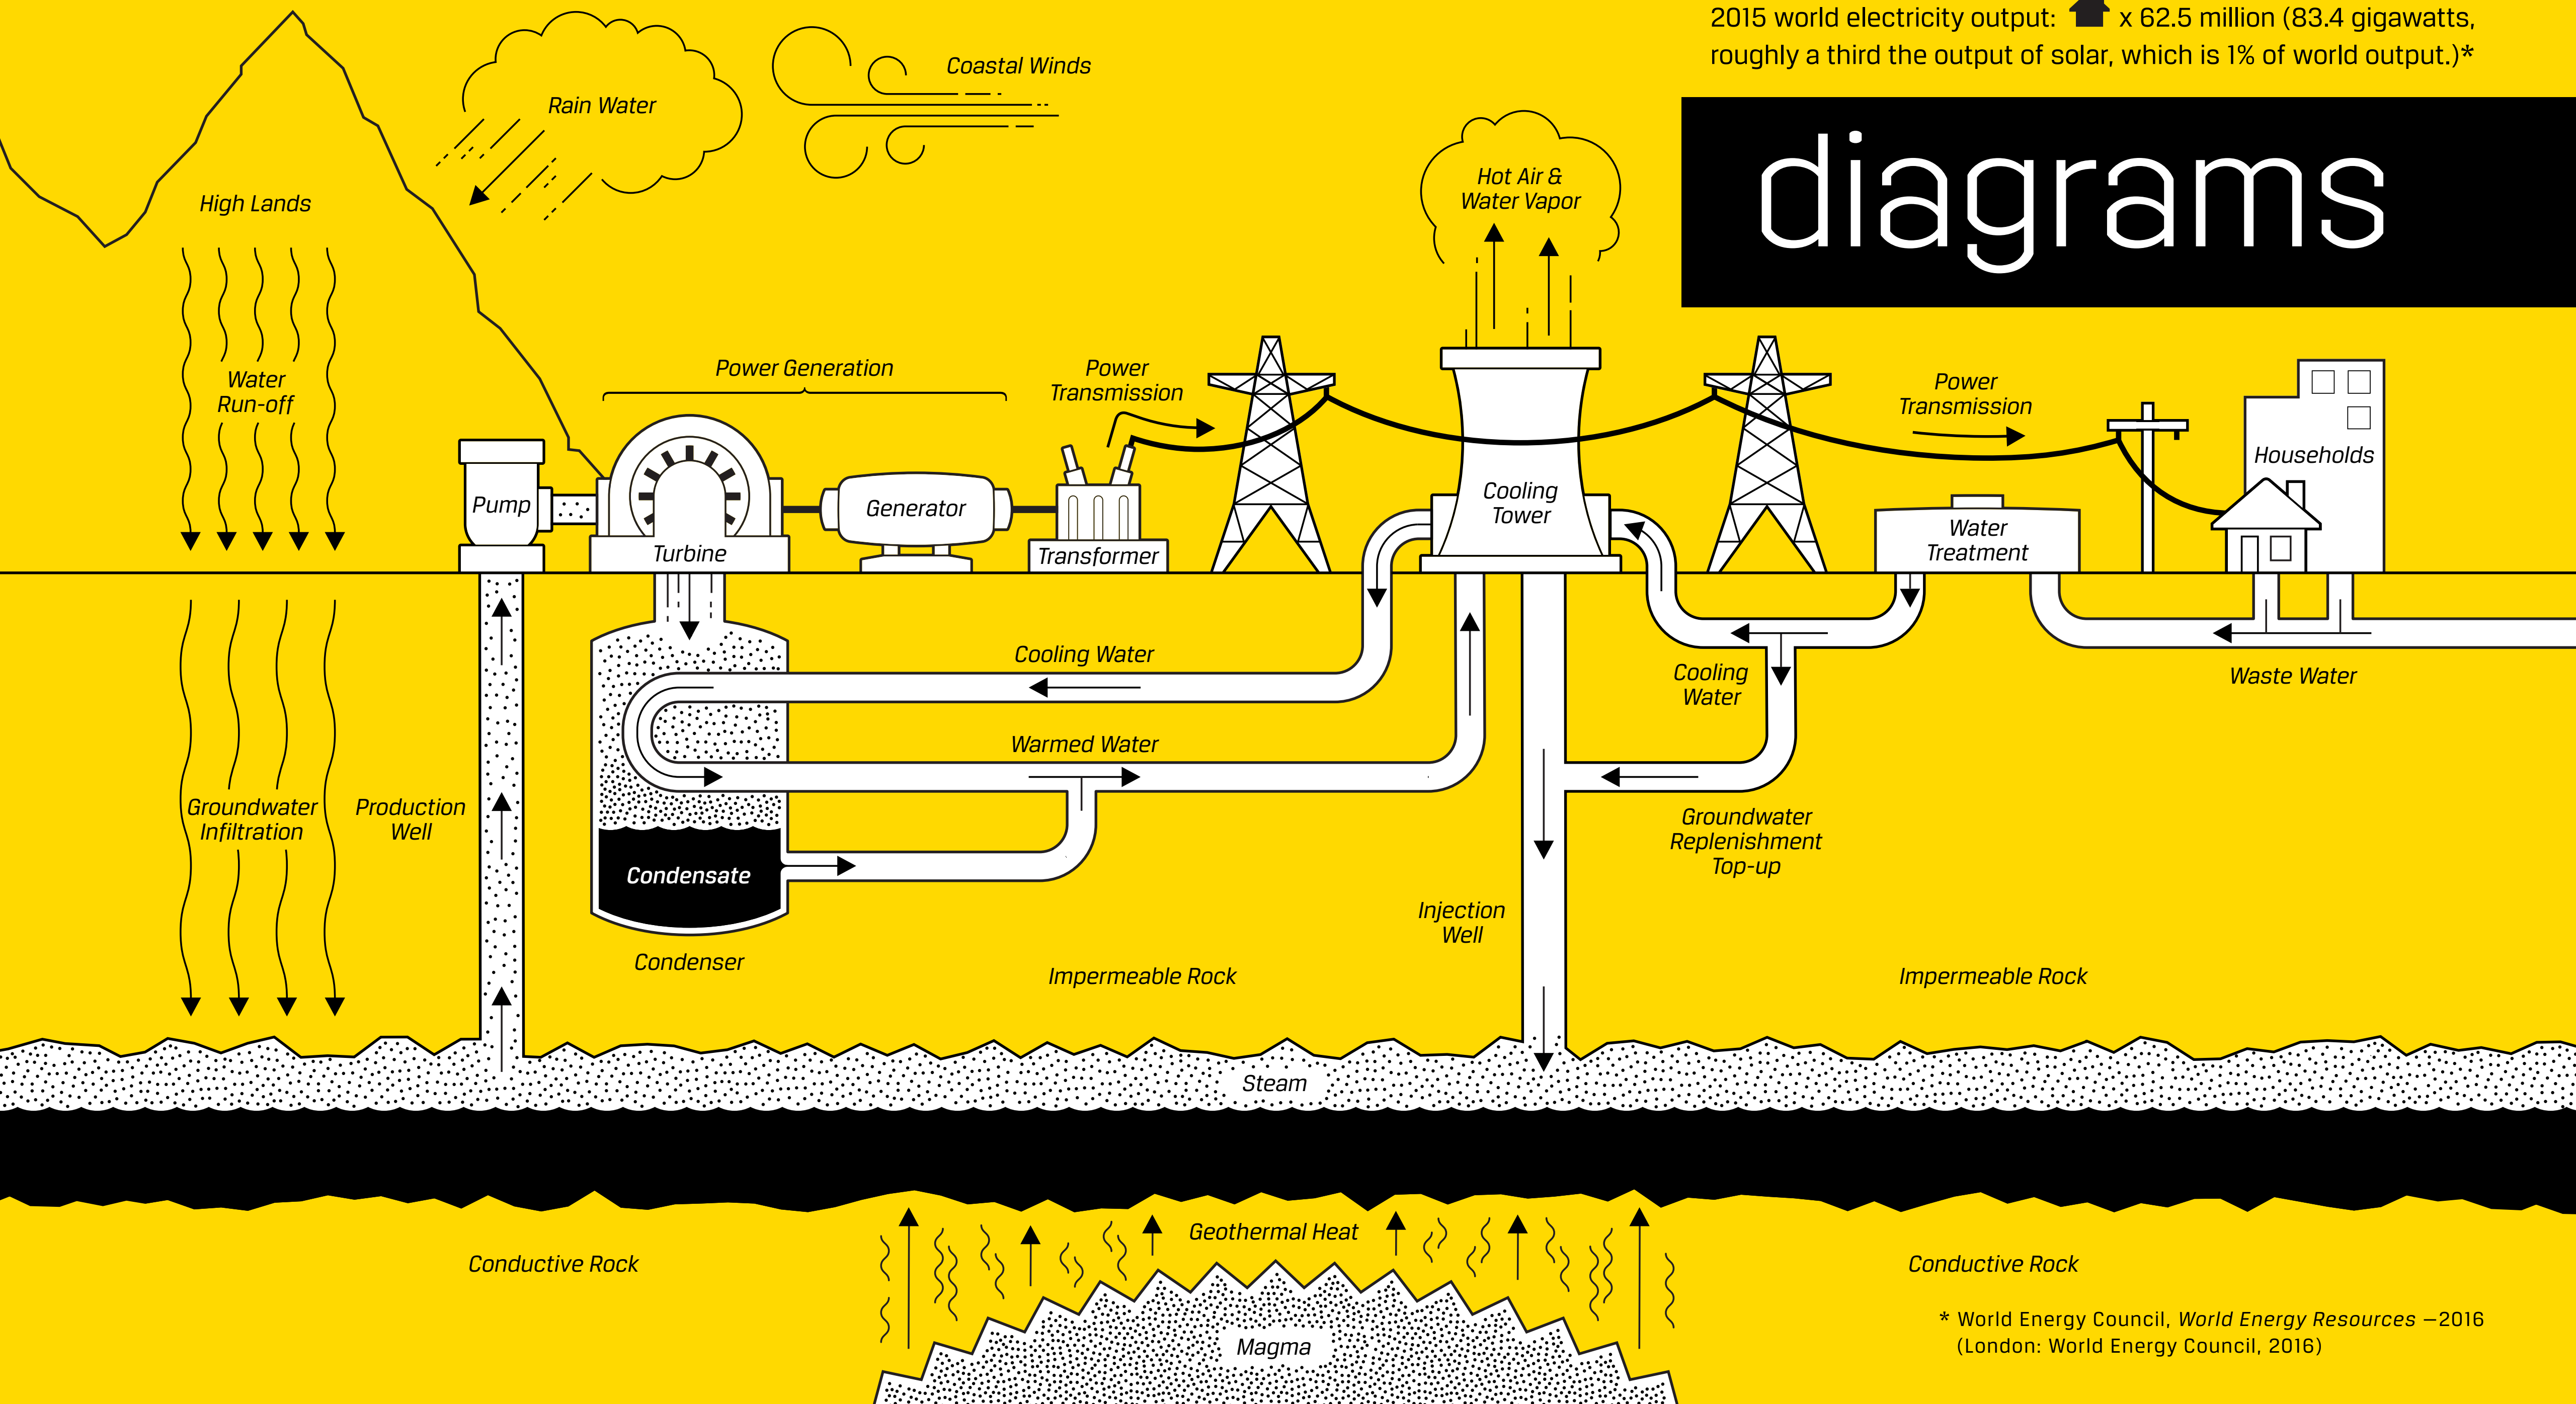 2015 world electricity output: x 62.5 million (83.4 gigawatts,
roughly a third the output of solar, which is 1% of world output.)*
diagrams
Coastal Winds
Rain Water
High Lands
Hot Air &
Water Vapor
Water
Run-off
Power Generation
Power
Transmission
Power
Transmission
Pump
Turbine
Generator
Transformer
Cooling
Tower
Water
Treatment
Households
Cooling Water
Cooling
Water
Waste Water
Warmed Water
Groundwater
Infiltration
Production
Well
Groundwater
Replenishment
Top-up
Condensate
Condenser
Injection
Well
Impermeable Rock
Impermeable Rock
Steam
Geothermal Heat
Conductive Rock
Conductive Rock
Magma
* World Energy Council, World Energy Resources –2016
(London: World Energy Council, 2016)